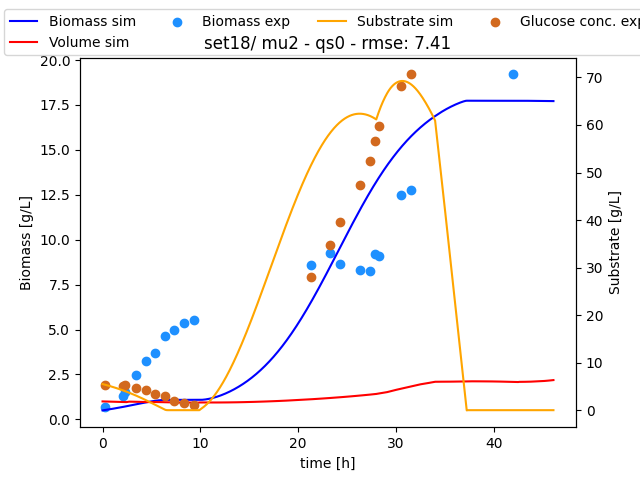 Biomass sim Biomass exp Substrate sim Glucose conc. exp
Volume sim
set18/ mu2 - qs0 - rmse: 7.41
20.0
17.5
15.0
12.5
10.0
7.5
5.0
2.5
0.0
Biomass [g/L]
70
60
50
40
30
20
10
0
Substrate [g/L]
0 10 20 30 40
time [h]